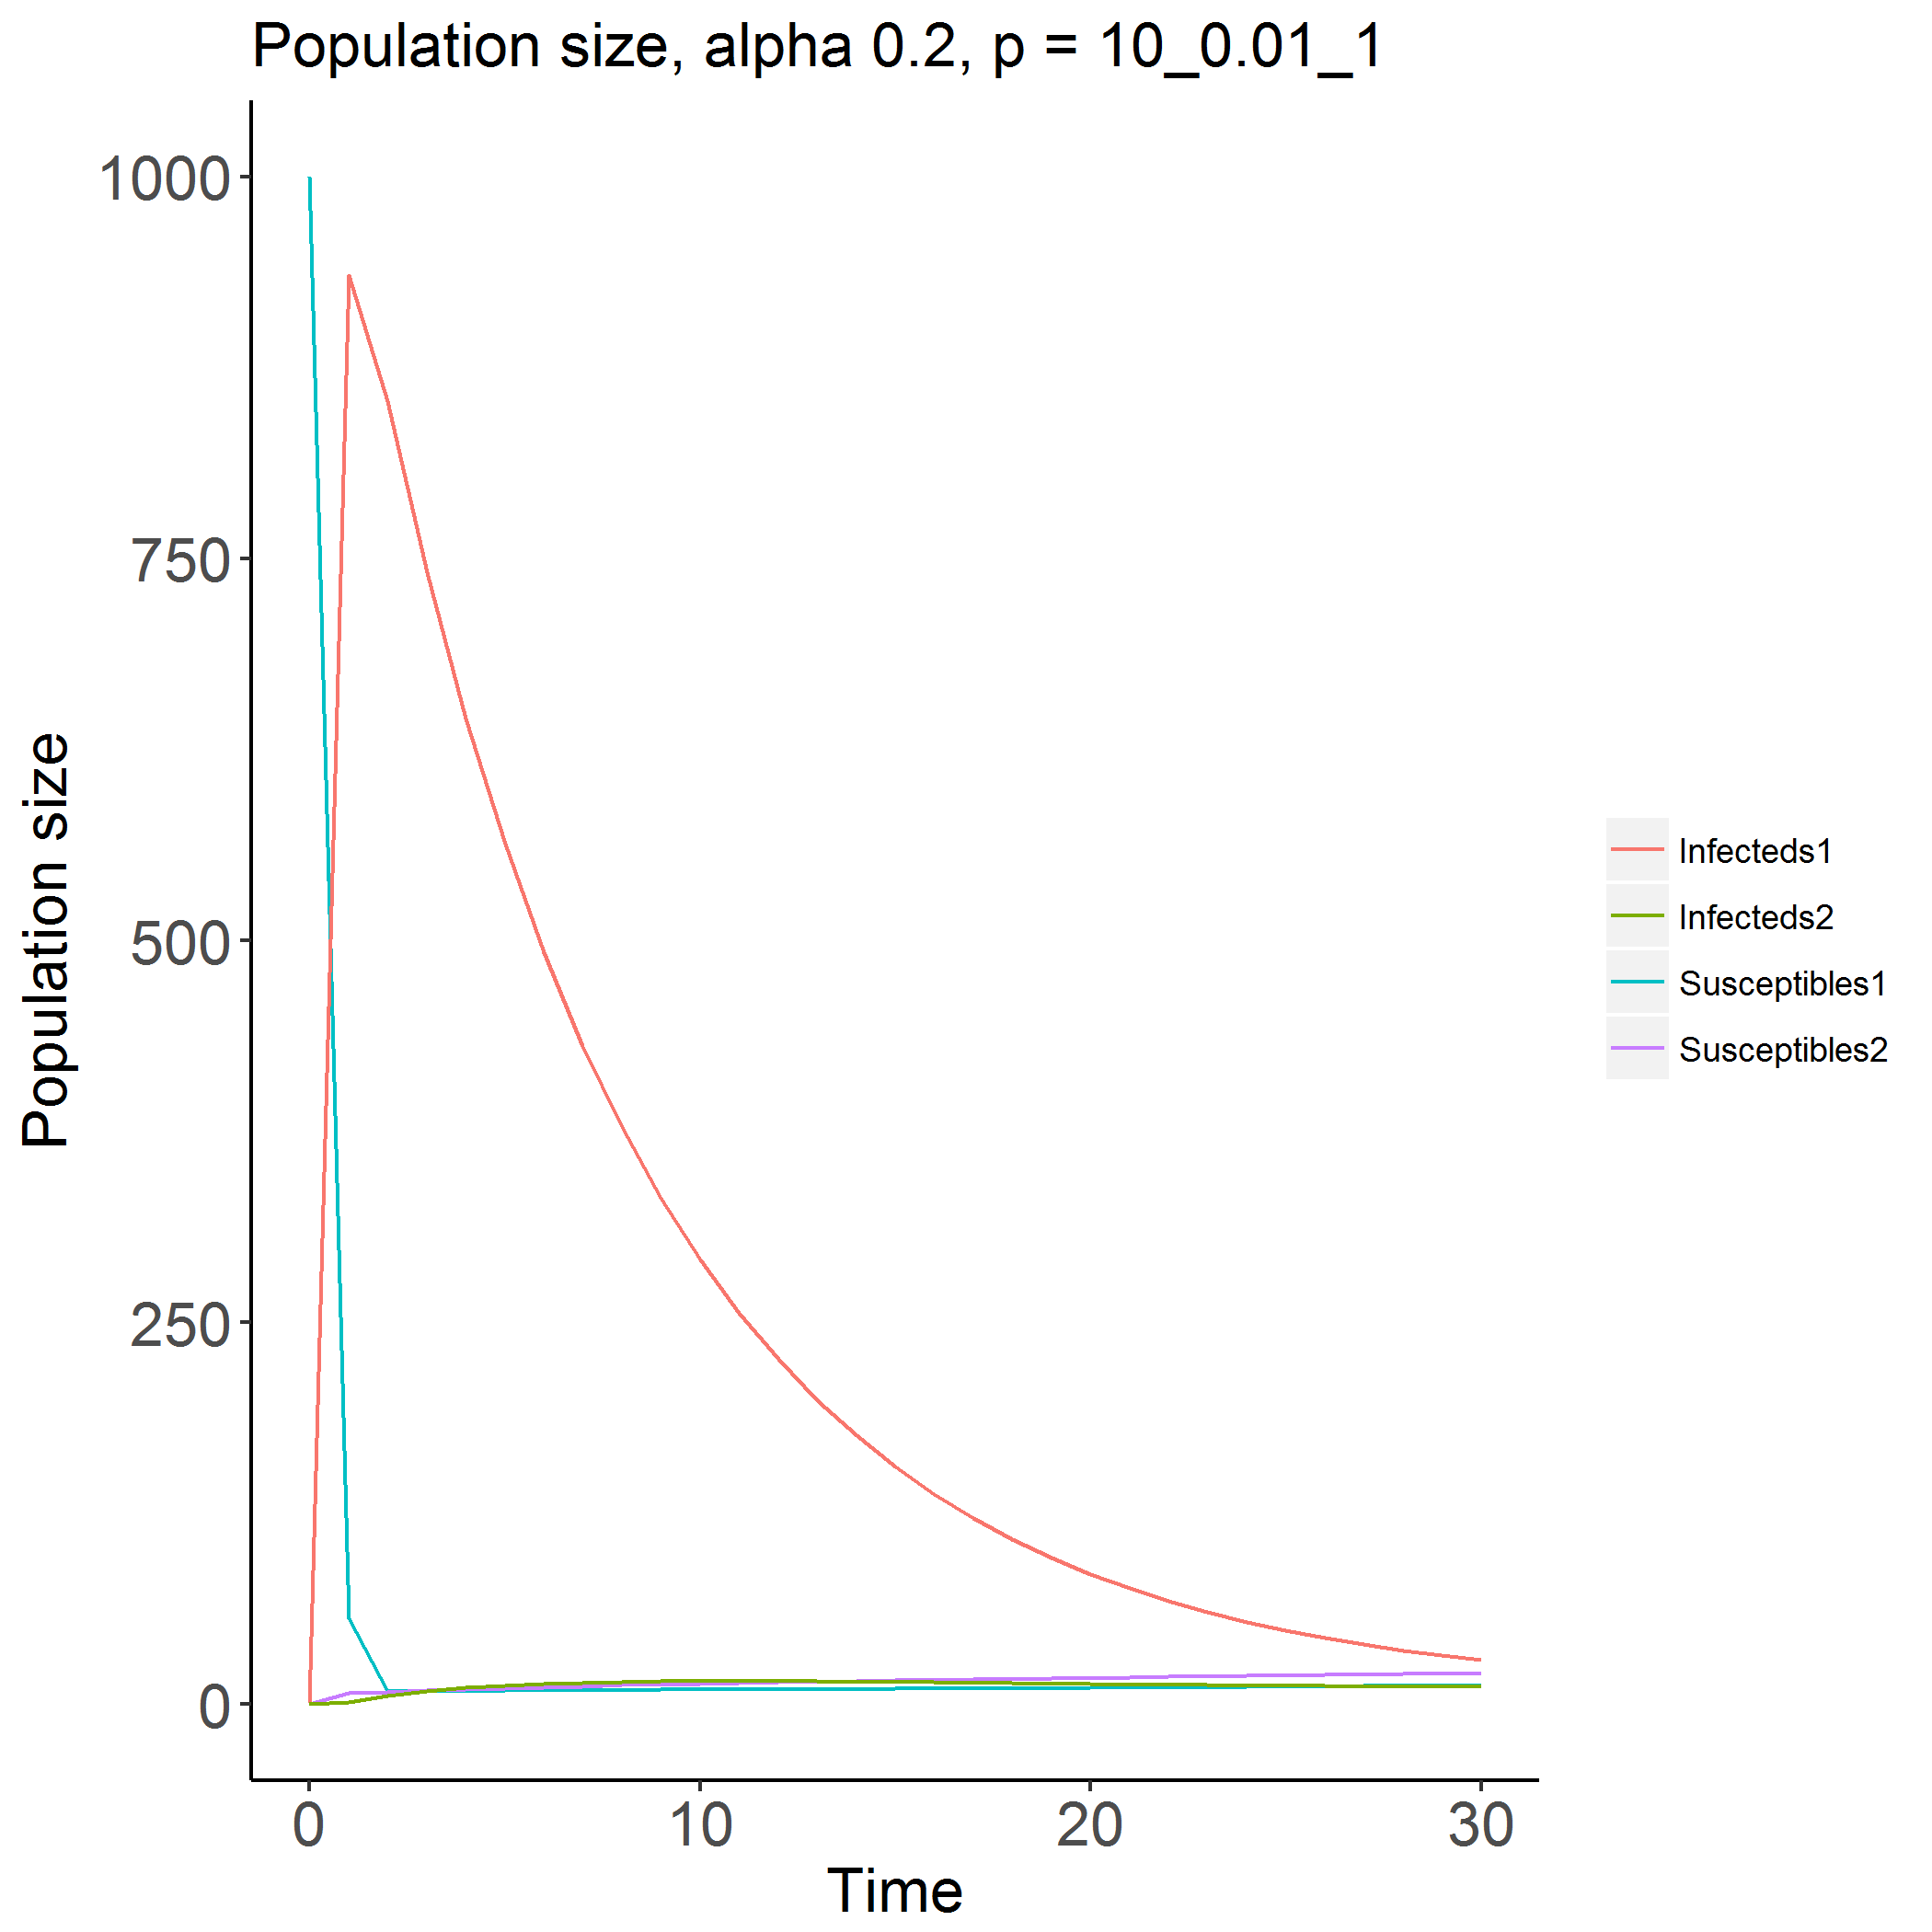 Population size, alpha 0.2, p = 10_0.01_1
Population size
1000
750
500
250
0
0 10 20 30
Time
Infecteds1
Infecteds2
Susceptibles1
Susceptibles2